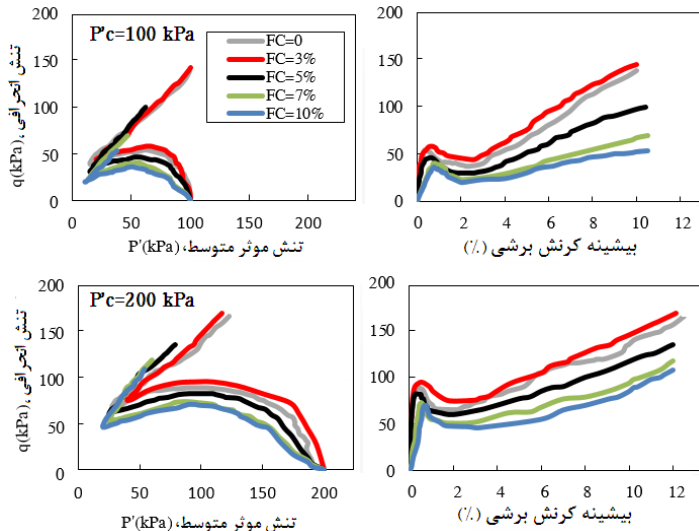 P'c=100 kPa
FC=0
FC=3%
FC=5%
FC=7%
FC=10%
q(kPa)، تنش انحرافی
200
150
100
50
0
0 50 100 150 200
P'(kPa)، تنش موثر متوسط
200
150
100
50
0
0 2 4 6 8 10 12
بیشینه کرنش برشی (٪)
P'c=200 kPa
q(kPa)، تنش انحرافی
200
150
100
50
0
0 50 100 150 200
P'(kPa)، تنش موثر متوسط
200
150
100
50
0
0 2 4 6 8 10 12
بیشینه کرنش برشی (٪)